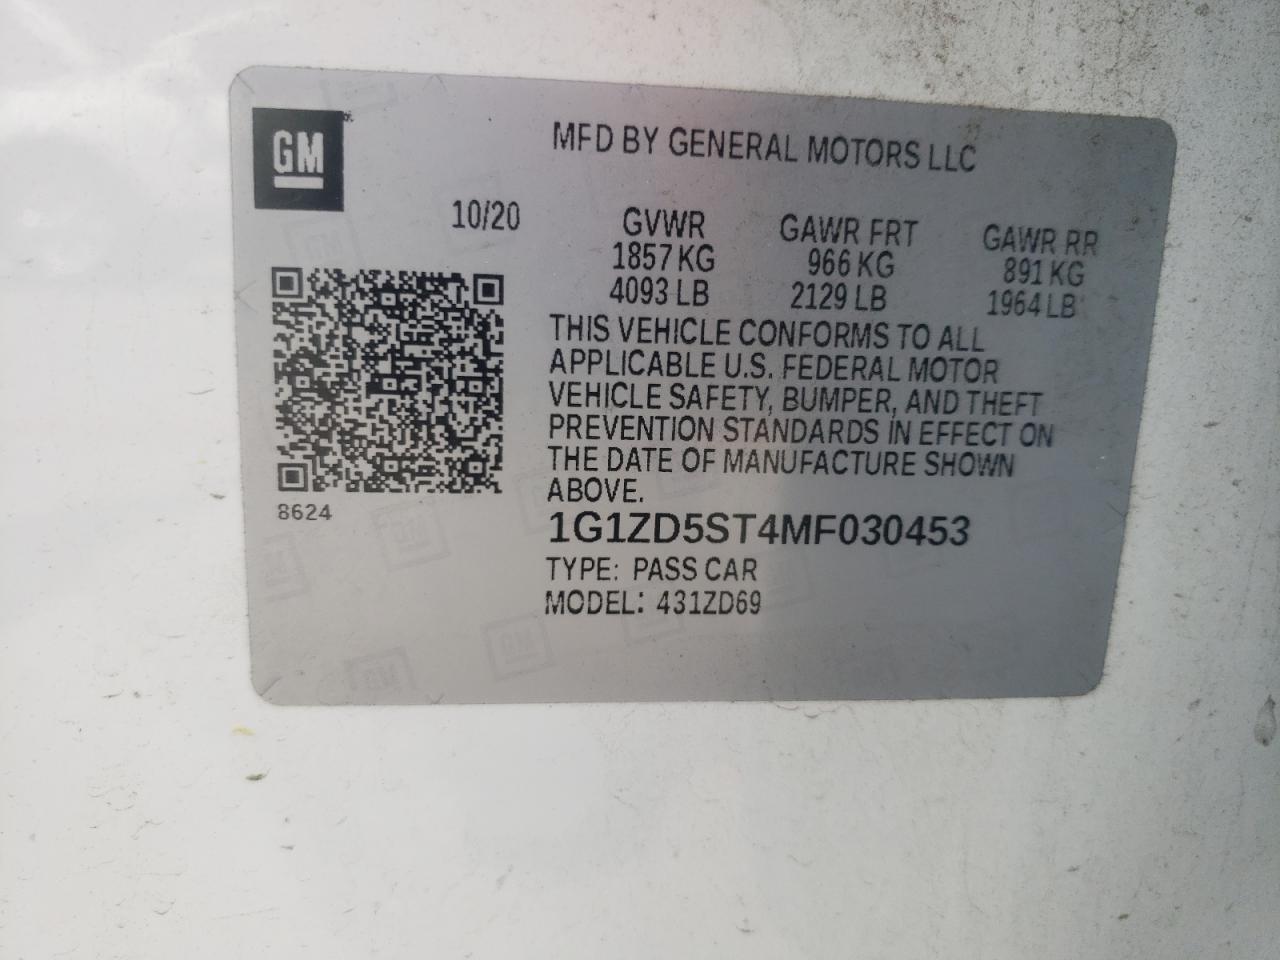 GM
MFD BY GENERAL MOTORS LLC
10/20
GVWR GAWR FRT GAWR RR
1857 KG 966 KG 891 KG
4093 LB 2129 LB 1964 LB
THIS VEHICLE CONFORMS TO ALL
APPLICABLE U.S. FEDERAL MOTOR
VEHICLE SAFETY, BUMPER, AND THEFT
PREVENTION STANDARDS IN EFFECT ON
THE DATE OF MANUFACTURE SHOWN
ABOVE.
8624
1G1ZD5ST4MF030453
TYPE: PASS CAR
MODEL: 431ZD69